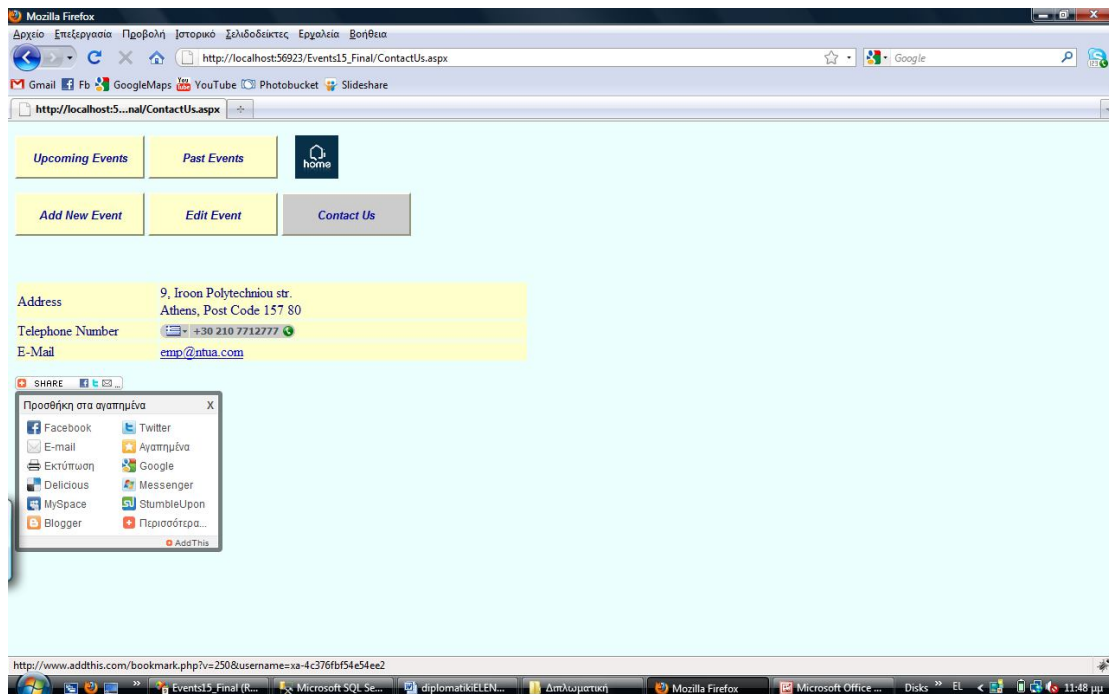 Mozilla Firefox
Αρχείο Επεξεργασία Προβολή Ιστορικό Σελιδοδείκτες Εργαλεία Βοήθεια
http://localhost:56923/Events15_Final/ContactUs.aspx Google
Gmail Fb GoogleMaps YouTube Photobucket Slideshare
http://localhost:5...nal/ContactUs.aspx
Upcoming Events Past Events home
Add New Event Edit Event Contact Us
Address 9, Iroon Polytechniou str.
Athens, Post Code 157 80
Telephone Number +30 210 7712777
E-Mail emp@ntua.com
SHARE ...
Προσθήκη στα αγαπημένα X
Facebook Twitter
E-mail Αγαπημένα
Εκτύπωση Google
Delicious Messenger
MySpace StumbleUpon
Blogger Περισσότερα...
AddThis
http://www.addthis.com/bookmark.php?v=250&username=xa-4c376fbf54e54ee2
Events15_Final (R... Microsoft SQL Se... diplomatikiELEN... Διπλωματική Mozilla Firefox Microsoft Office ... Disks » EL 11:48 μμ